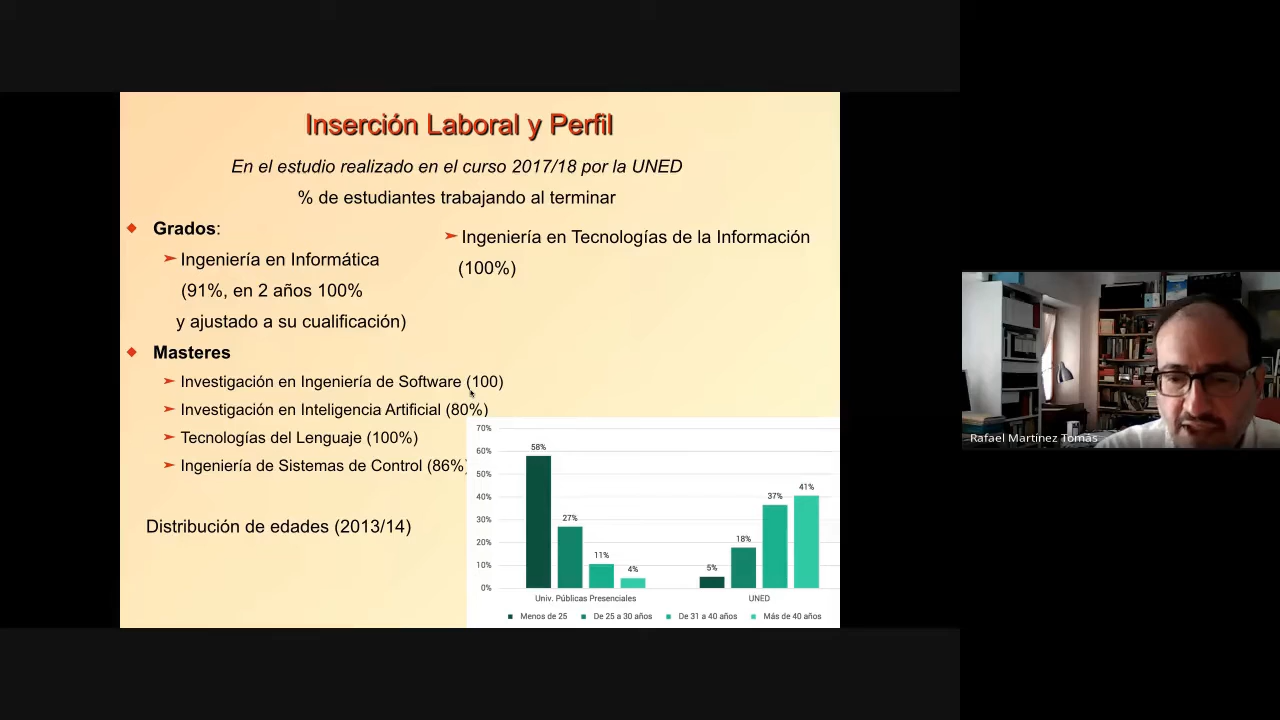 Inserción Laboral y Perfil
En el estudio realizado en el curso 2017/18 por la UNED
% de estudiantes trabajando al terminar
Grados:
Ingeniería en Informática
(91%, en 2 años 100%
y ajustado a su cualificación)
Ingeniería en Tecnologías de la Información
(100%)
Masteres
Investigación en Ingeniería de Software (100)
Investigación en Inteligencia Artificial (80%)
Tecnologías del Lenguaje (100%)
Ingeniería de Sistemas de Control (86%)
Distribución de edades (2013/14)
70%
60%
50%
40%
30%
20%
10%
0%
58%
27%
11%
4%
5%
18%
37%
41%
Univ. Públicas Presenciales
UNED
Menos de 25
De 25 a 30 años
De 31 a 40 años
Más de 40 años
Rafael Martínez Tomás